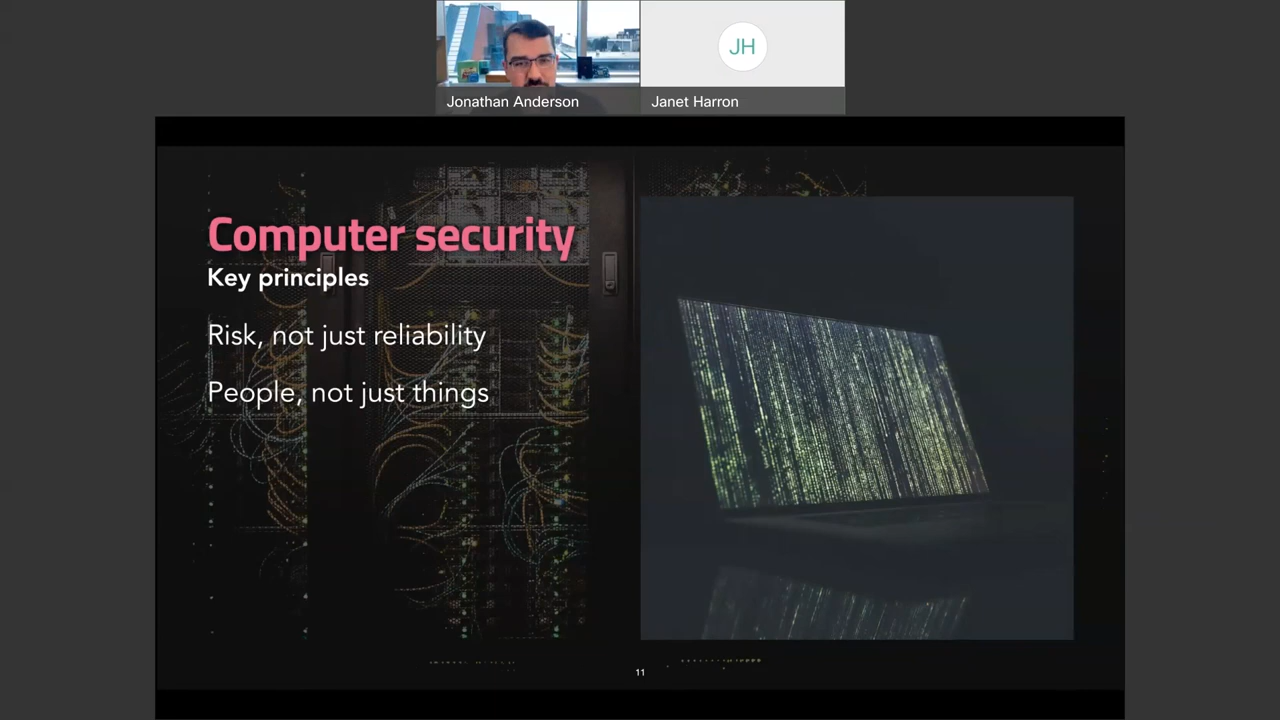 JH
Jonathan Anderson
Janet Harron
Computer security
Key principles
Risk, not just reliability
People, not just things
11